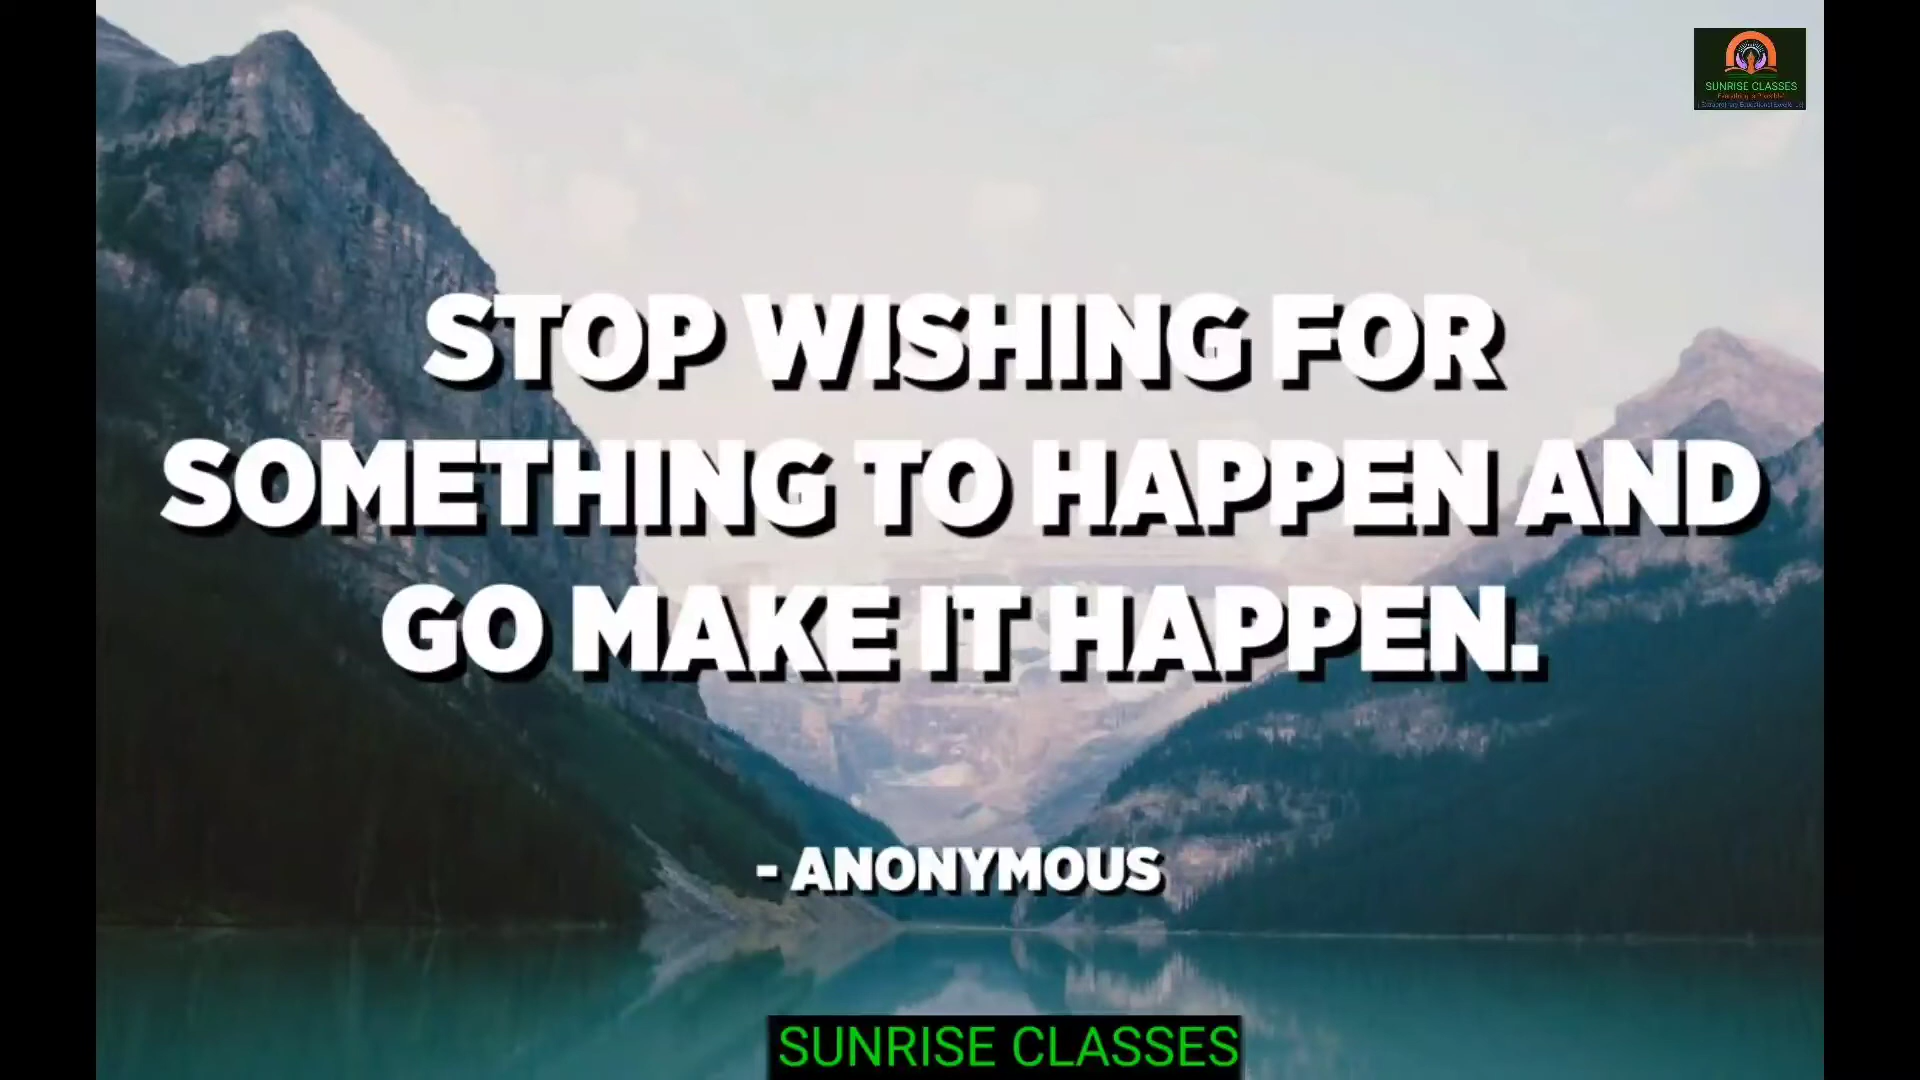 SUNRISE CLASSES
STOP WISHING FOR
SOMETHING TO HAPPEN AND
GO MAKE IT HAPPEN.
- ANONYMOUS
SUNRISE CLASSES